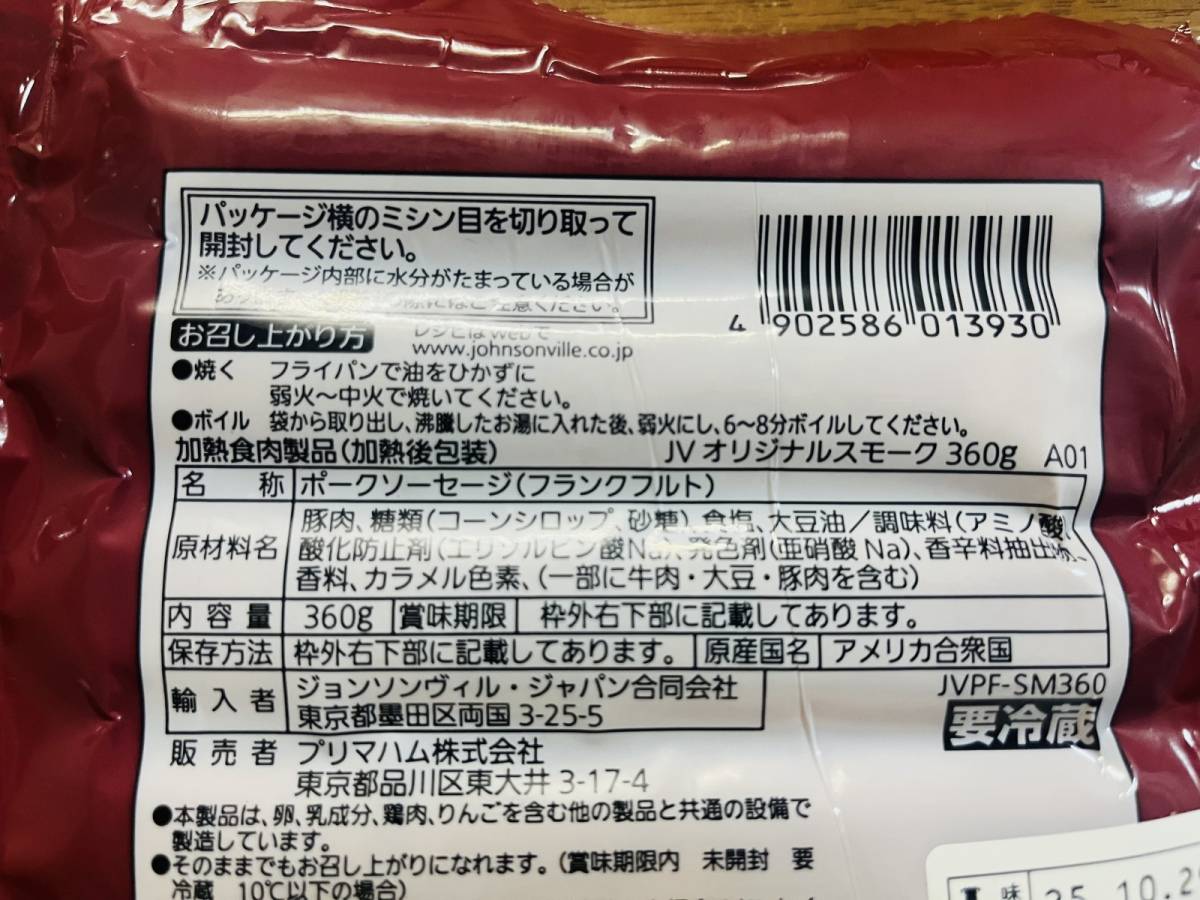 パッケージ横のミシン目を切り取って
開封してください。
※パッケージ内部に水分がたまっている場合が
はご注意ください。
お召し上がり方
レシピはWebで
www.johnsonville.co.jp
4 902586 013930
●焼く フライパンで油をひかずに
弱火〜中火で焼いてください。
●ボイル 袋から取り出し、沸騰したお湯に入れた後、弱火にし、6〜8分ボイルしてください。
加熱食肉製品(加熱後包装) JV オリジナルスモーク 360g A01
名称 ポークソーセージ(フランクフルト)
原材料名 豚肉、糖類(コーンシロップ、砂糖)、食塩、大豆油/調味料(アミノ酸)、
酸化防止剤(エリソルビン酸Na)、発色剤(亜硝酸Na)、香辛料抽出物、
香料、カラメル色素、(一部に牛肉・大豆・豚肉を含む)
内容量 360g 賞味期限 枠外右下部に記載してあります。
保存方法 枠外右下部に記載してあります。 原産国名 アメリカ合衆国
輸入者 ジョンソンヴィル・ジャパン合同会社
東京都墨田区両国 3-25-5
JVPF-SM360
要冷蔵
販売者 プリマハム株式会社
東京都品川区東大井 3-17-4
●本製品は、卵、乳成分、鶏肉、りんごを含む他の製品と共通の設備で
製造しています。
●そのままでもお召し上がりになれます。(賞味期限内 未開封 要
冷蔵 10℃以下の場合)
味 25.10.2